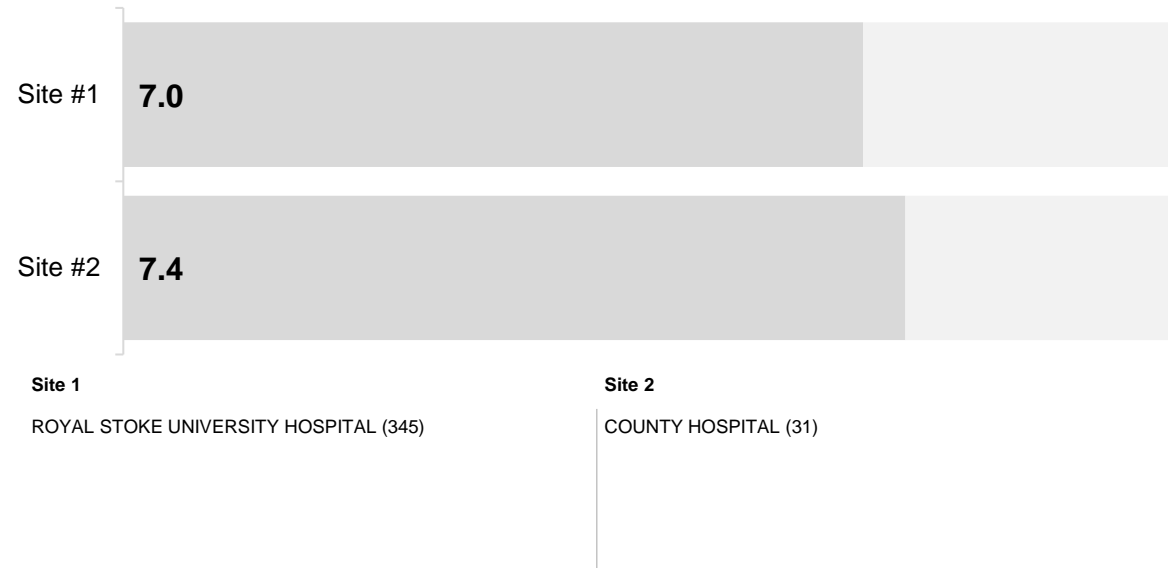 Site #1
7.0
Site #2
7.4
Site 1
ROYAL STOKE UNIVERSITY HOSPITAL (345)
Site 2
COUNTY HOSPITAL (31)